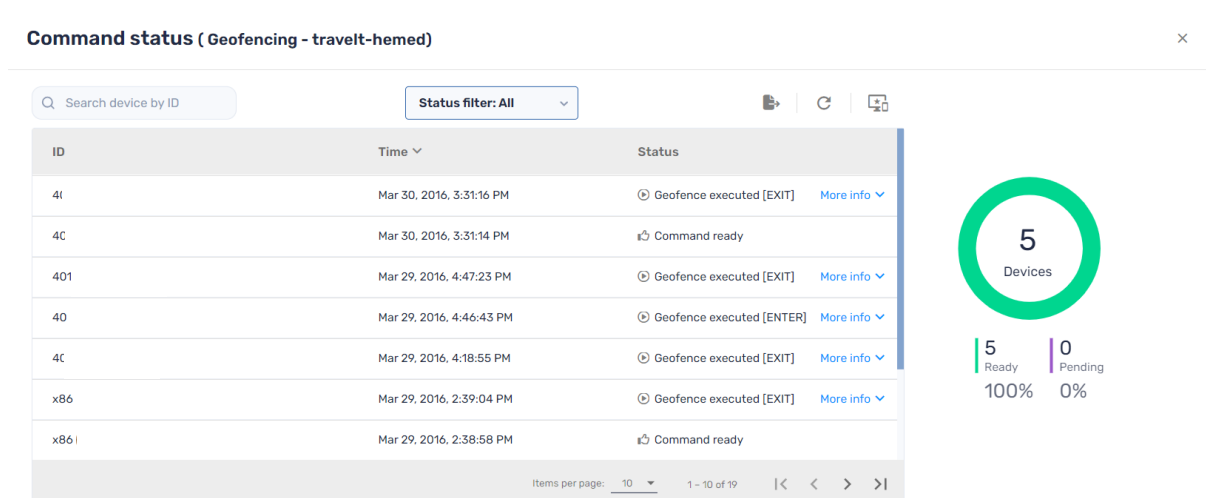 Command status ( Geofencing - travelt-hemed)
Search device by ID
Status filter: All
ID Time Status
40 Mar 30, 2016, 3:31:16 PM Geofence executed [EXIT] More info
40 Mar 30, 2016, 3:31:14 PM Command ready
401 Mar 29, 2016, 4:47:23 PM Geofence executed [EXIT] More info
40 Mar 29, 2016, 4:46:43 PM Geofence executed [ENTER] More info
40 Mar 29, 2016, 4:18:55 PM Geofence executed [EXIT] More info
x86 Mar 29, 2016, 2:39:04 PM Geofence executed [EXIT] More info
x86 Mar 29, 2016, 2:38:58 PM Command ready
Items per page: 10 1 – 10 of 19
5
Devices
5 0
Ready Pending
100% 0%